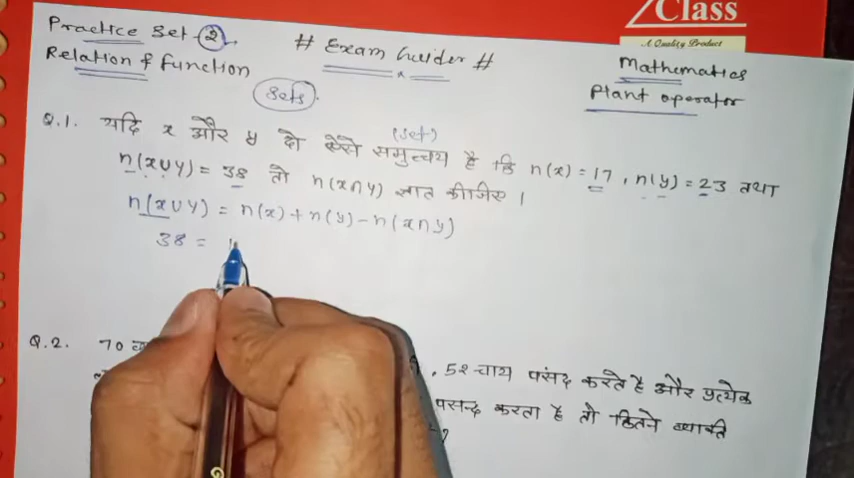 Class
A Quality Product
Practice Set -2
# Exam Guider #
Mathematics
Relation & function
Plant operator
Sets.
Q.1. यदि x और y दो ऐसे (set) समुच्चय है कि n(x) = 17, n(y) = 23 तथा
n(x∪y) = 38 तो n(x∩y) ज्ञात कीजिए।
n(x∪y) = n(x) + n(y) - n(x∩y)
38 =
Q.2. 70
, 52 चाय पसंद करते है और प्रत्येक
पसन्द करता है तो कितने व्यक्ति
?